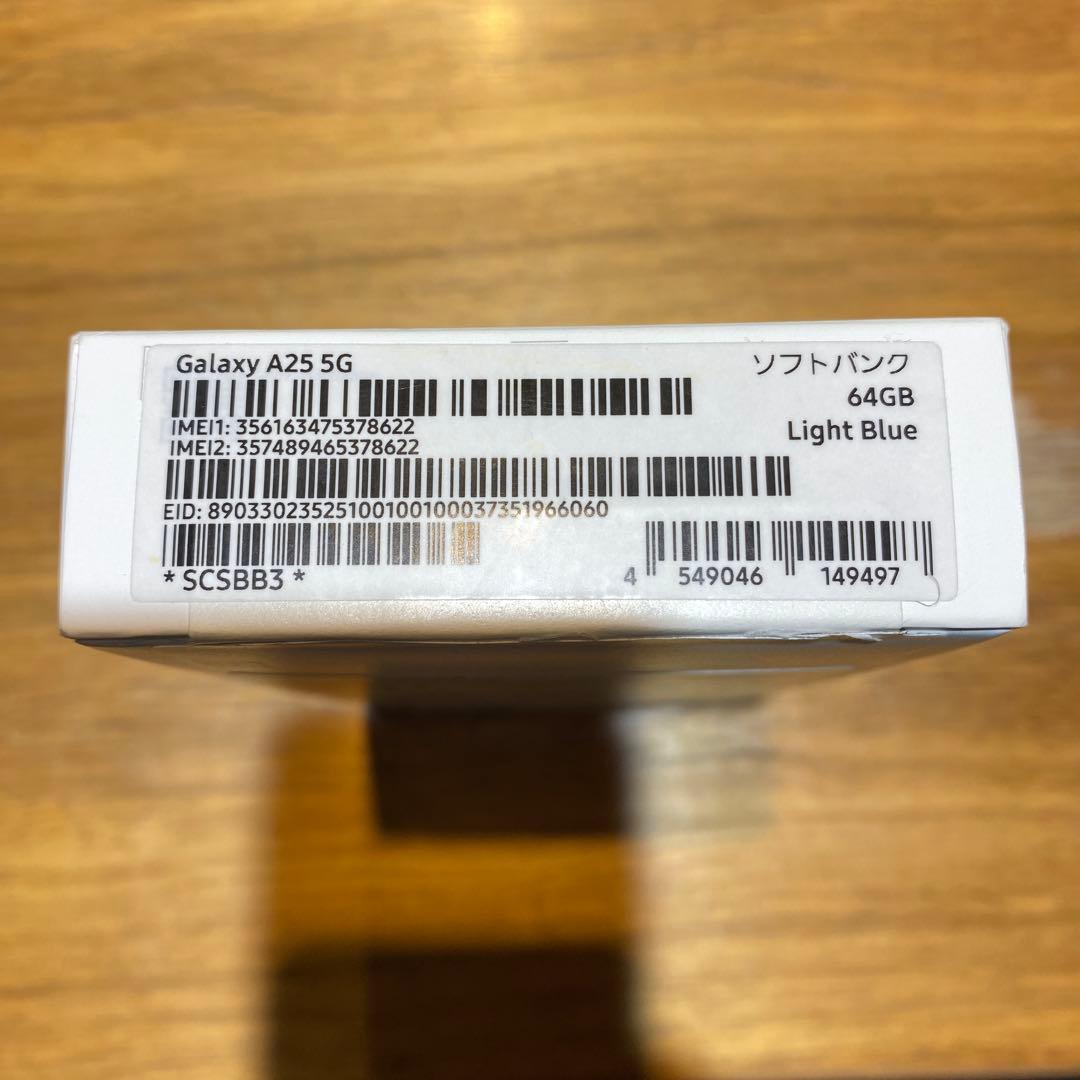 Galaxy A25 5G
ソフトバンク
64GB
Light Blue
IMEI1: 356163475378622
IMEI2: 357489465378622
EID: 89033023525100100100037351966060
* SCSBB3 *
4 549046 149497